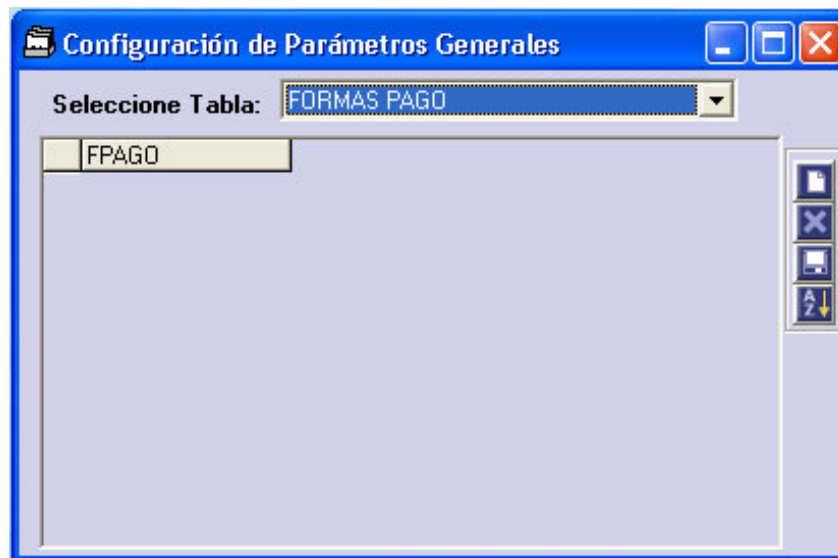 Configuración de Parámetros Generales
Seleccione Tabla: FORMAS PAGO
FPAGO
A
Z